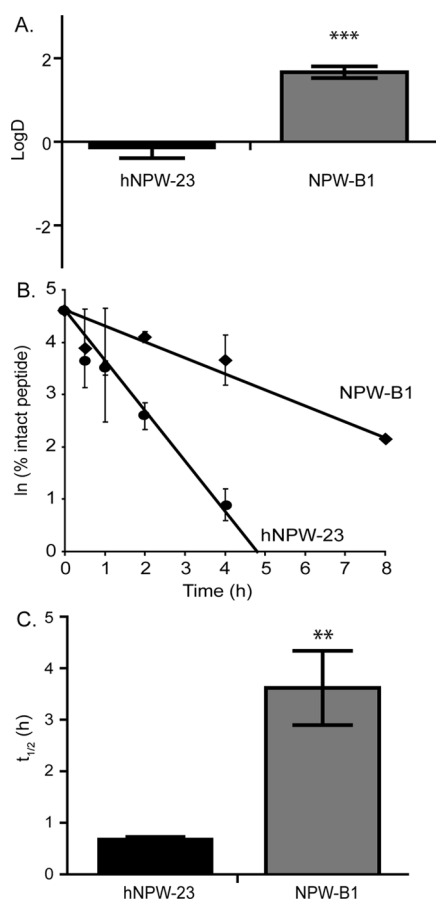 A.
***
2
0
-2
LogD
hNPW-23
NPW-B1
B.
5
4
3
2
1
0
ln (% intact peptide)
NPW-B1
hNPW-23
0 1 2 3 4 5 6 7 8
Time (h)
C.
**
5
4
3
2
1
0
t1/2 (h)
hNPW-23
NPW-B1